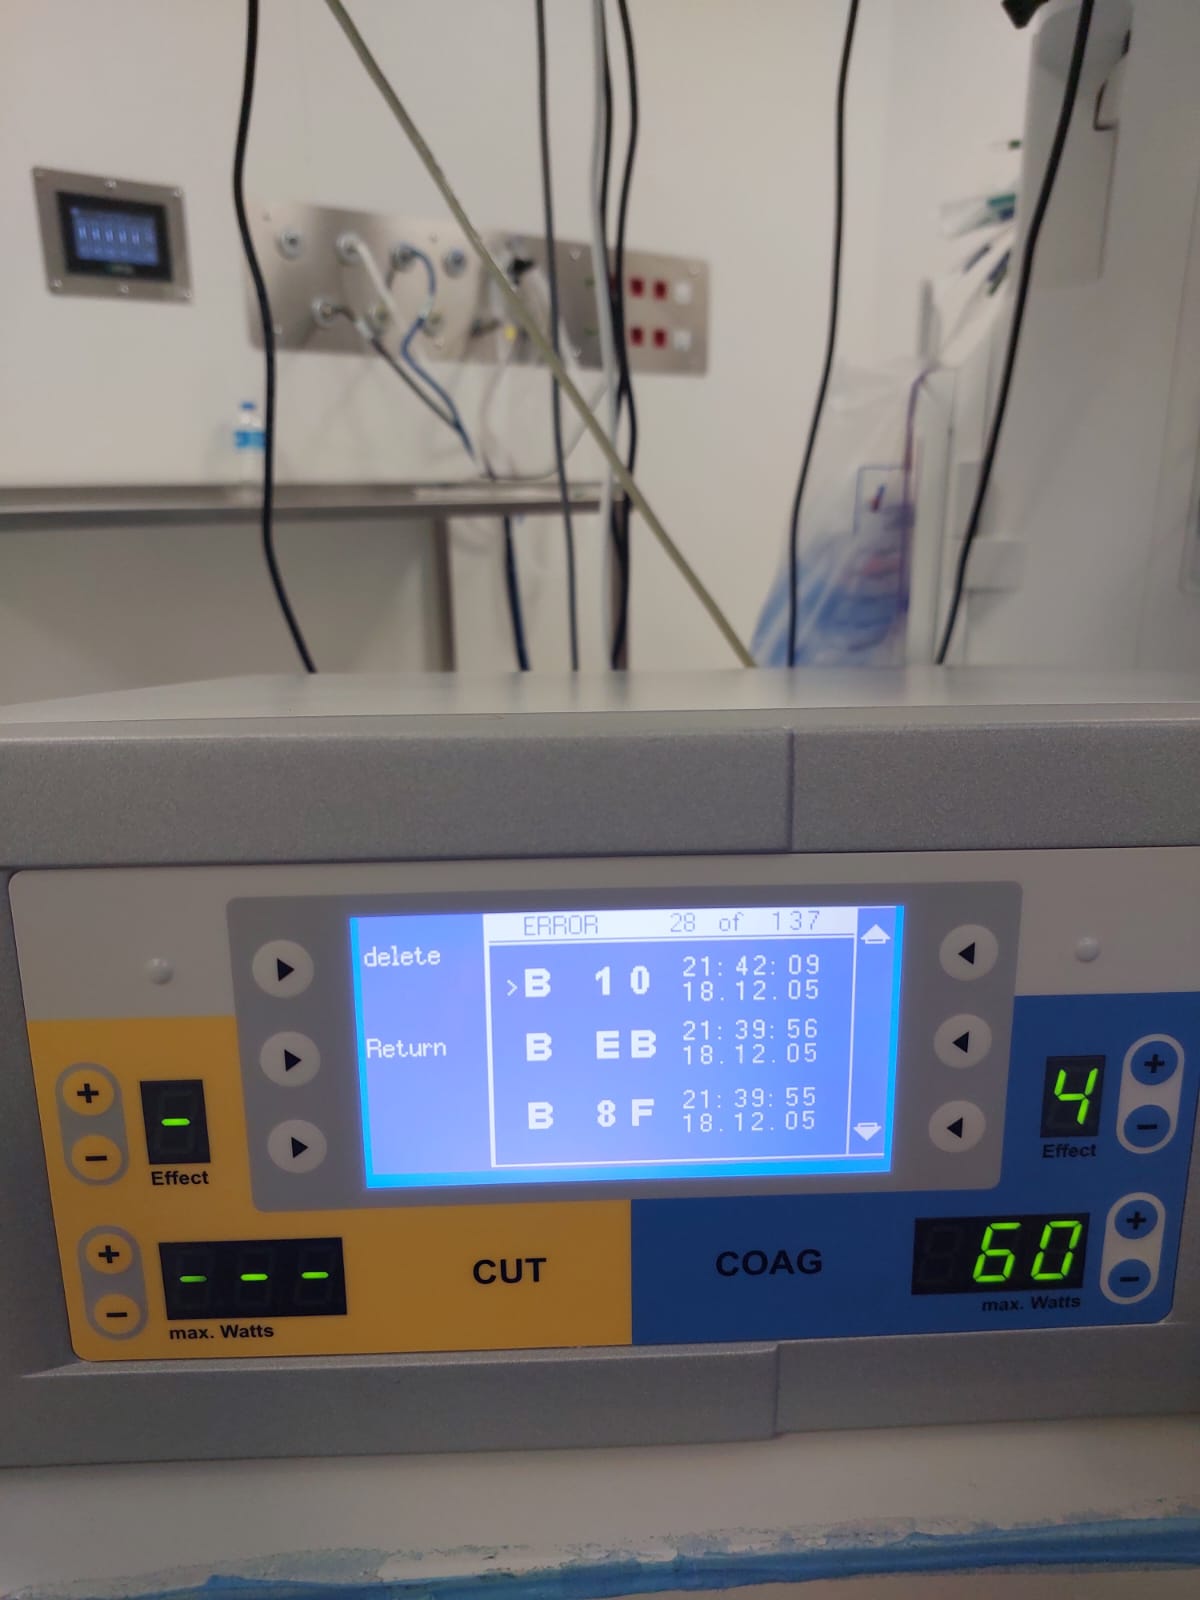 ERROR 28 of 137
delete
>B 10 21:42:09
18.12.05
Return
B EB 21:39:56
18.12.05
B 8F 21:39:55
18.12.05
+
-
-
Effect
4
+
-
Effect
+
-
---
max. Watts
CUT
COAG
60
+
-
max. Watts